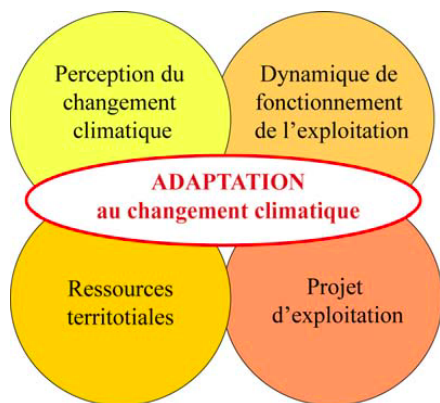 Perception du
changement
climatique
Dynamique de
fonctionnement
de l'exploitation
ADAPTATION
au changement climatique
Ressources
territotiales
Projet
d'exploitation